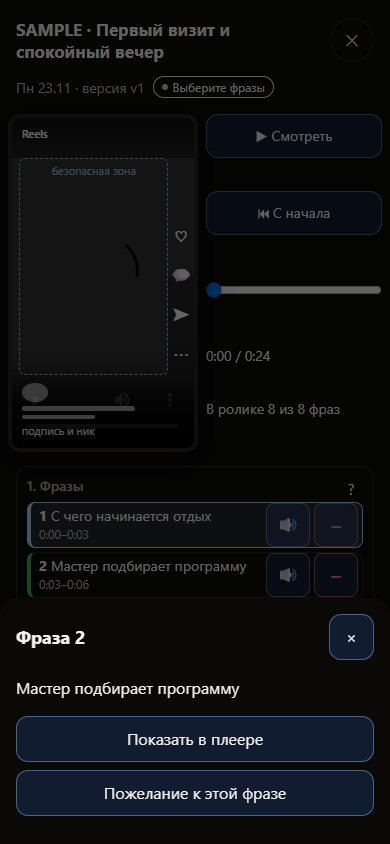 SAMPLE · Первый визит и
спокойный вечер
Пн 23.11 · версия v1
Выберите фразы
Reels
безопасная зона
подпись и ник
Смотреть
С начала
0:00 / 0:24
В ролике 8 из 8 фраз
1. Фразы
?
1 С чего начинается отдых
0:00–0:03
2 Мастер подбирает программу
0:03–0:06
Фраза 2
Мастер подбирает программу
Показать в плеере
Пожелание к этой фразе